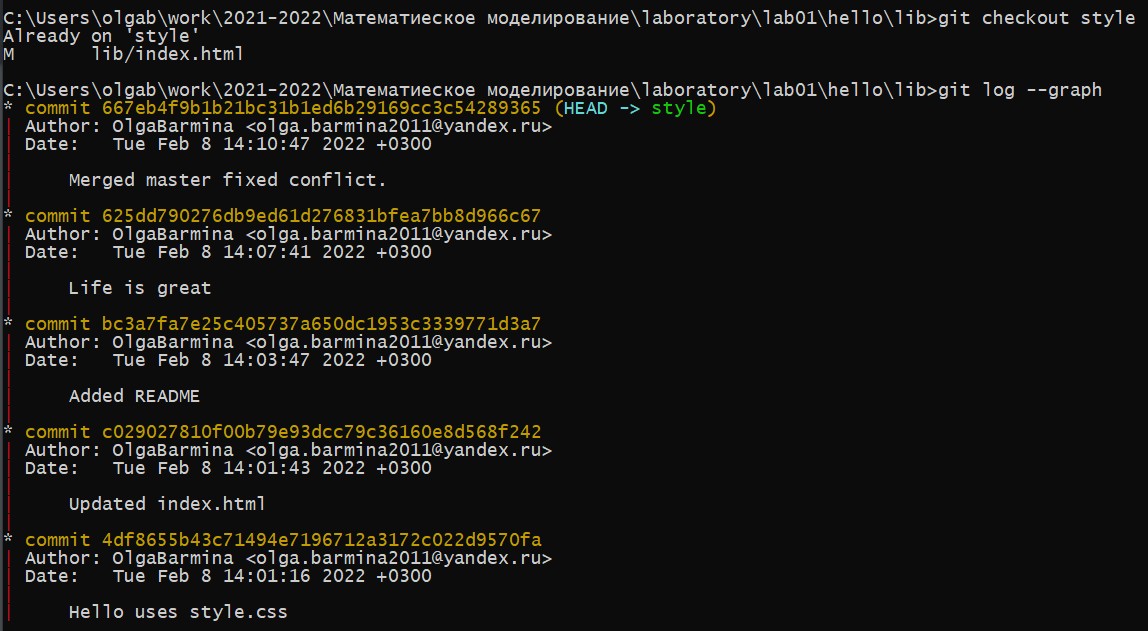 C:\Users\olgab\work\2021-2022\Математиеское моделирование\laboratory\lab01\hello\lib>git checkout style
Already on 'style'
M       lib/index.html
C:\Users\olgab\work\2021-2022\Математиеское моделирование\laboratory\lab01\hello\lib>git log --graph
* commit 667eb4f9b1b21bc31b1ed6b29169cc3c54289365 (HEAD -> style)
| Author: OlgaBarmina <olga.barmina2011@yandex.ru>
| Date:   Tue Feb 8 14:10:47 2022 +0300
|
|     Merged master fixed conflict.
|
* commit 625dd790276db9ed61d276831bfea7bb8d966c67
| Author: OlgaBarmina <olga.barmina2011@yandex.ru>
| Date:   Tue Feb 8 14:07:41 2022 +0300
|
|     Life is great
|
* commit bc3a7fa7e25c405737a650dc1953c3339771d3a7
| Author: OlgaBarmina <olga.barmina2011@yandex.ru>
| Date:   Tue Feb 8 14:03:47 2022 +0300
|
|     Added README
|
* commit c029027810f00b79e93dcc79c36160e8d568f242
| Author: OlgaBarmina <olga.barmina2011@yandex.ru>
| Date:   Tue Feb 8 14:01:43 2022 +0300
|
|     Updated index.html
|
* commit 4df8655b43c71494e7196712a3172c022d9570fa
| Author: OlgaBarmina <olga.barmina2011@yandex.ru>
| Date:   Tue Feb 8 14:01:16 2022 +0300
|
|     Hello uses style.css